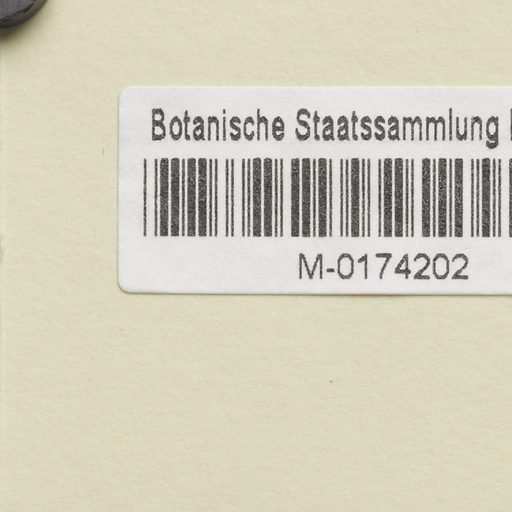 Botanische Staatssammlung
M-0174202